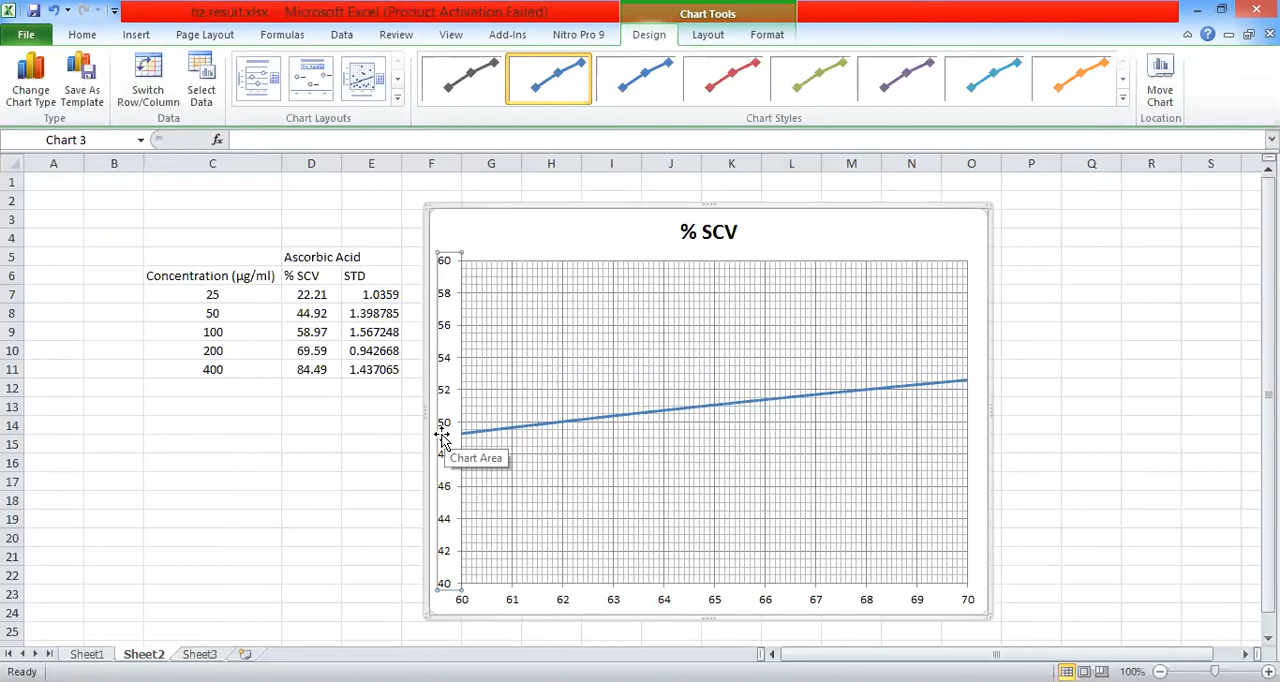 hz resuit.xlsx - Microsoft Excel (Product Activation Failed)
Chart Tools
File Home Insert Page Layout Formulas Data Review View Add-Ins Nitro Pro 9 Design Layout Format
Change Chart Type
Save As Template
Switch Row/Column
Select Data
Move Chart
Type Data Chart Layouts Chart Styles Location
Chart 3 fx
A B C D E F G H I J K L M N O P Q R S
1
2
3
4
5 Ascorbic Acid
6 Concentration (µg/ml) % SCV STD
7 25 22.21 1.0359
8 50 44.92 1.398785
9 100 58.97 1.567248
10 200 69.59 0.942668
11 400 84.49 1.437065
12
13
14
15
16
17
18
19
20
21
22
23
24
25
% SCV
60
58
56
54
52
50
4
46
44
42
40
Chart Area
60 61 62 63 64 65 66 67 68 69 70
Sheet1 Sheet2 Sheet3
Ready 100%